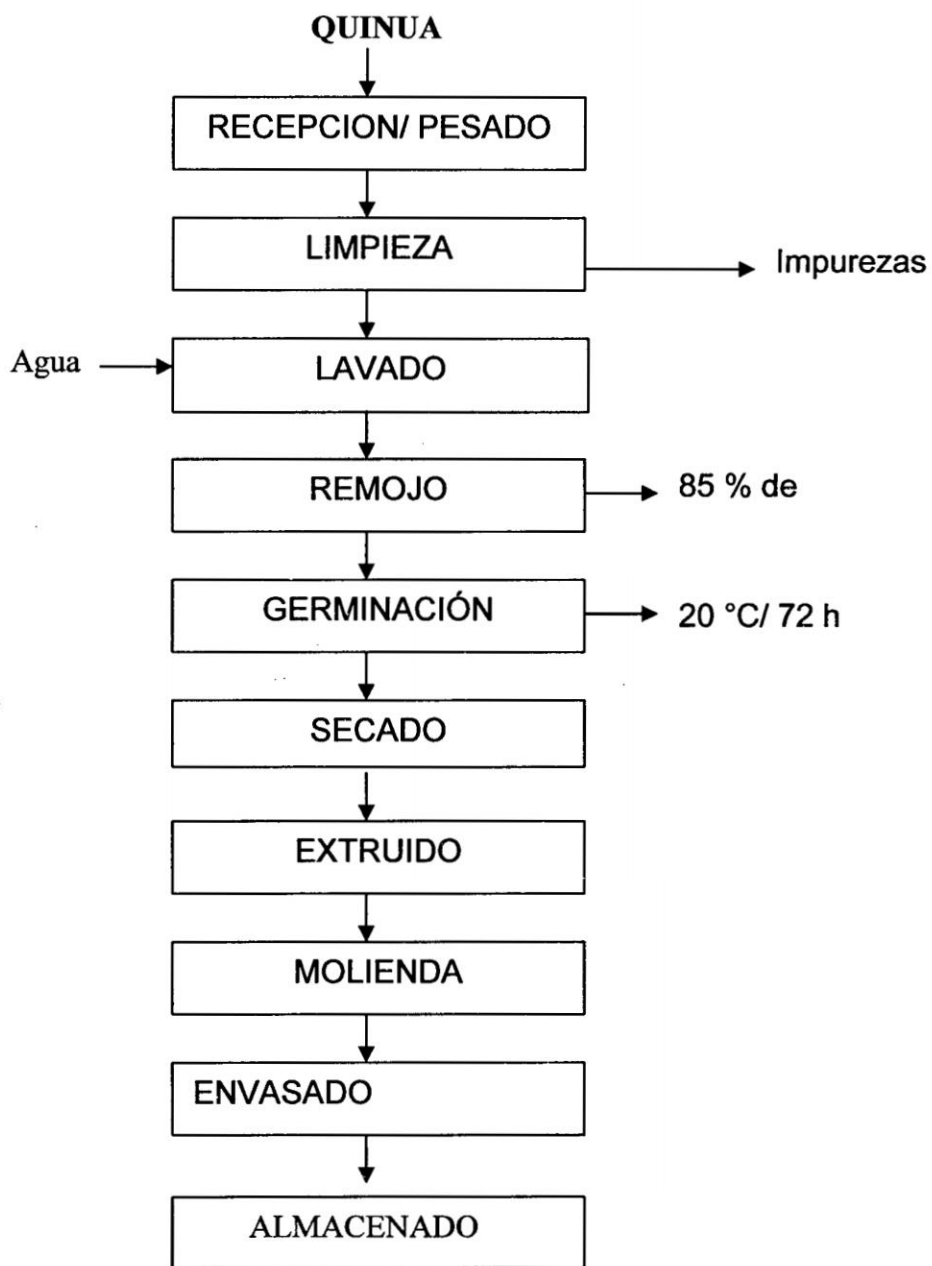 QUINUA
RECEPCION/ PESADO
LIMPIEZA
Impurezas
Agua
LAVADO
REMOJO
85 % de
GERMINACIÓN
20 °C/ 72 h
SECADO
EXTRUIDO
MOLIENDA
ENVASADO
ALMACENADO